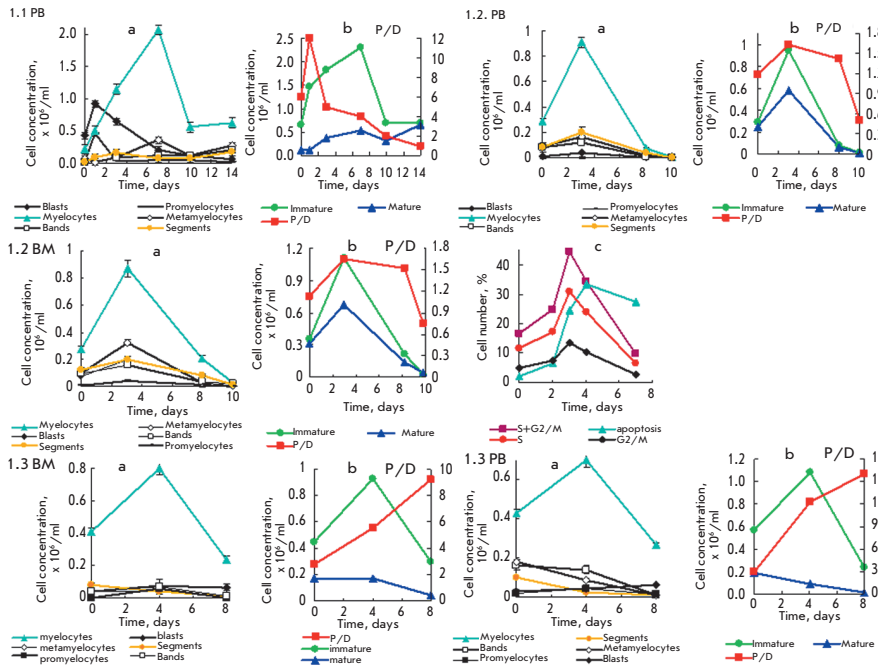 1.1 PB
a
Cell concentration, x 10⁶/ml
2.0
1.5
1.0
0.5
0.0
0 2 4 6 8 10 12 14
Time, days
Blasts
Promyelocytes
Myelocytes
Metamyelocytes
Bands
Segments
b P/D
Cell concentration, x 10⁶/ml
2.5
2.0
1.5
1.0
0.5
0.0
12
10
8
6
4
2
0
0 2 4 6 8 10 12 14
Time, days
Immature
Mature
P/D
1.2. PB
a
Cell concentration, 10⁶/ml
1
0.8
0.6
0.4
0.2
0
0 2 4 6 8 10
Time, days
Blasts
Promyelocytes
Myelocytes
Metamyelocytes
Bands
Segments
b P/D
Cell concentration, x 10⁶/ml
1
0.8
0.6
0.4
0.2
0
0 2 4 6 8 10
Time, days
Immature
Mature
P/D
1.2 BM
a
Cell concentration, 10⁶/ml
1
0.8
0.6
0.4
0.2
0
0 2 4 6 8 10
Time, days
Myelocytes
Metamyelocytes
Blasts
Bands
Segments
Promyelocytes
b P/D
Cell concentration, x 10⁶/ml
1.2
1
0.8
0.6
0.4
0.2
0
1.8
1.5
1.2
0.9
0.6
0.3
0
0 2 4 6 8 10
Time, days
Immature
Mature
P/D
c
Cell number, %
40
30
20
10
0
0 2 4 6 8
Time, days
S+G2/M
apoptosis
S
G2/M
1.3 BM
a
Cell concentration, x 10⁶/ml
0.8
0.6
0.4
0.2
0
0 2 4 6 8
Time, days
myelocytes
blasts
metamyelocytes
Segments
promyelocytes
Bands
b P/D
Cell concentration, x 10⁶/ml
1
0.8
0.6
0.4
0.2
0
10
8
6
4
2
0
0 2 4 6 8
Time, days
P/D
immature
mature
1.3 PB
a
Cell concentration, 10⁶/ml
0.6
0.4
0.2
0
0 2 4 6 8
Time, days
Myelocytes
Segments
Bands
Metamyelocytes
Promyelocytes
Blasts
b P/D
Cell concentration, x 10⁶/ml
1.2
1.0
0.8
0.6
0.4
0.2
0.0
9
6
3
0
0 2 4 6 8
Time, days
Immature
Mature
P/D